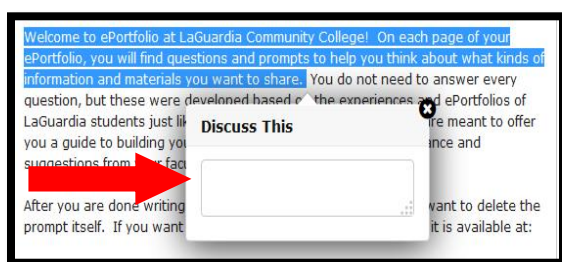 Welcome to ePortfolio at LaGuardia Community College! On each page of your
ePortfolio, you will find questions and prompts to help you think about what kinds of
information and materials you want to share. You do not need to answer every
question, but these were developed based on the experiences and ePortfolios of
LaGuardia students just re meant to offer
Discuss This
you a guide to building ance and
suggestions from
After you are done writing want to delete the
prompt itself. If you want it is available at: